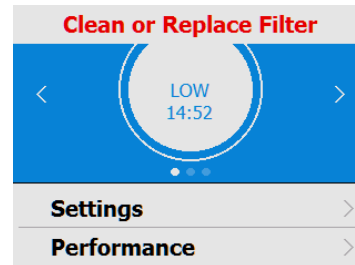 Clean or Replace Filter
LOW
14:52
Settings
Performance